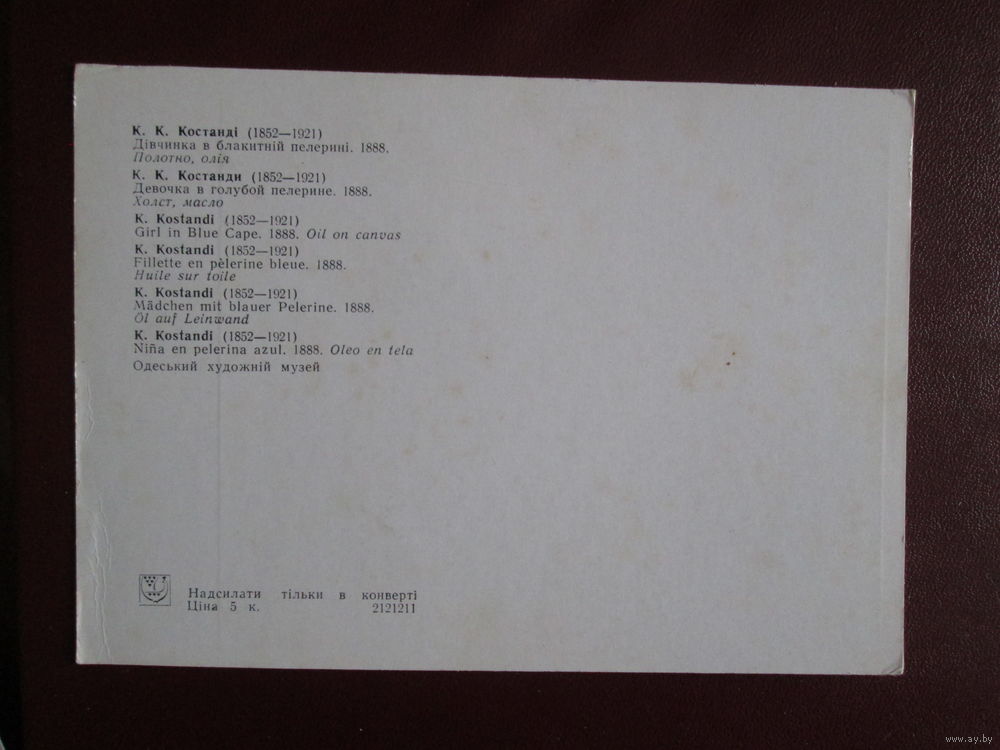 К. К. Костанді (1852—1921)
Дівчинка в блакитній пелерині. 1888.
Полотно, олія
К. К. Костанди (1852—1921)
Девочка в голубой пелерине. 1888.
Холст, масло
K. Kostandi (1852—1921)
Girl in Blue Cape. 1888. Oil on canvas
K. Kostandi (1852—1921)
Fillette en pèlerine bleue. 1888.
Huile sur toile
K. Kostandi (1852—1921)
Mädchen mit blauer Pelerine. 1888.
Öl auf Leinwand
K. Kostandi (1852—1921)
Niña en pelerina azul. 1888. Oleo en tela
Одеський художній музей
Надсилати тільки в конверті
Ціна 5 к. 2121211
www.ay.by